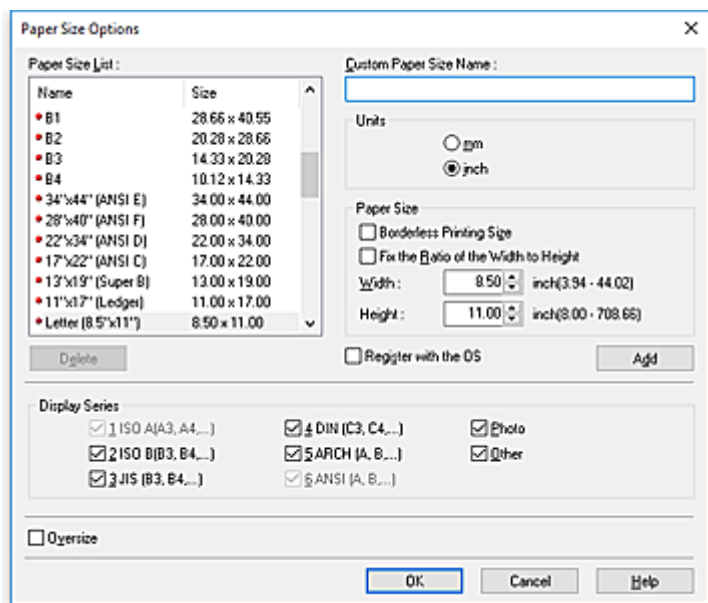 Paper Size Options
Paper Size List :
Name Size
B1 28.66 x 40.55
B2 20.28 x 28.66
B3 14.33 x 20.28
B4 10.12 x 14.33
34"x44" (ANSI E) 34.00 x 44.00
28"x40" (ANSI F) 28.00 x 40.00
22"x34" (ANSI D) 22.00 x 34.00
17"x22" (ANSI C) 17.00 x 22.00
13"x19" (Super B) 13.00 x 19.00
11"x17" (Ledger) 11.00 x 17.00
Letter (8.5"x11") 8.50 x 11.00
Delete
Custom Paper Size Name :
Units
mm
inch
Paper Size
Borderless Printing Size
Fix the Ratio of the Width to Height
Width : 8.50 inch(3.94 - 44.02)
Height : 11.00 inch(8.00 - 708.66)
Register with the OS Add
Display Series
1 ISO A(A3, A4,...) 4 DIN (C3, C4,...) Photo
2 ISO B(B3, B4,...) 5 ARCH (A, B,...) Other
3 JIS (B3, B4,...) 6 ANSI (A, B,...)
Oversize
OK Cancel Help